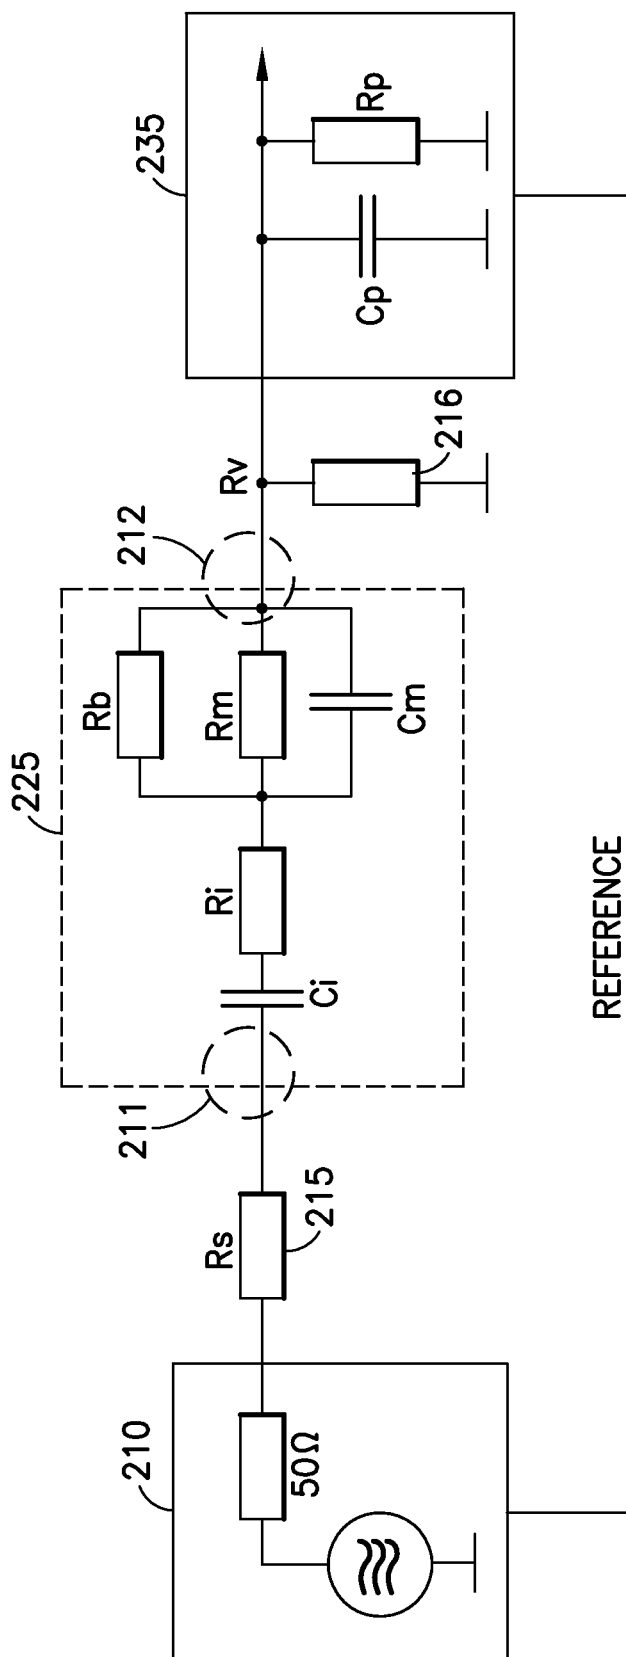 210
50Ω
Rs
215
211
225
Ci
Ri
Rb
Rm
Cm
212
Rv
216
235
Cp
Rp
REFERENCE